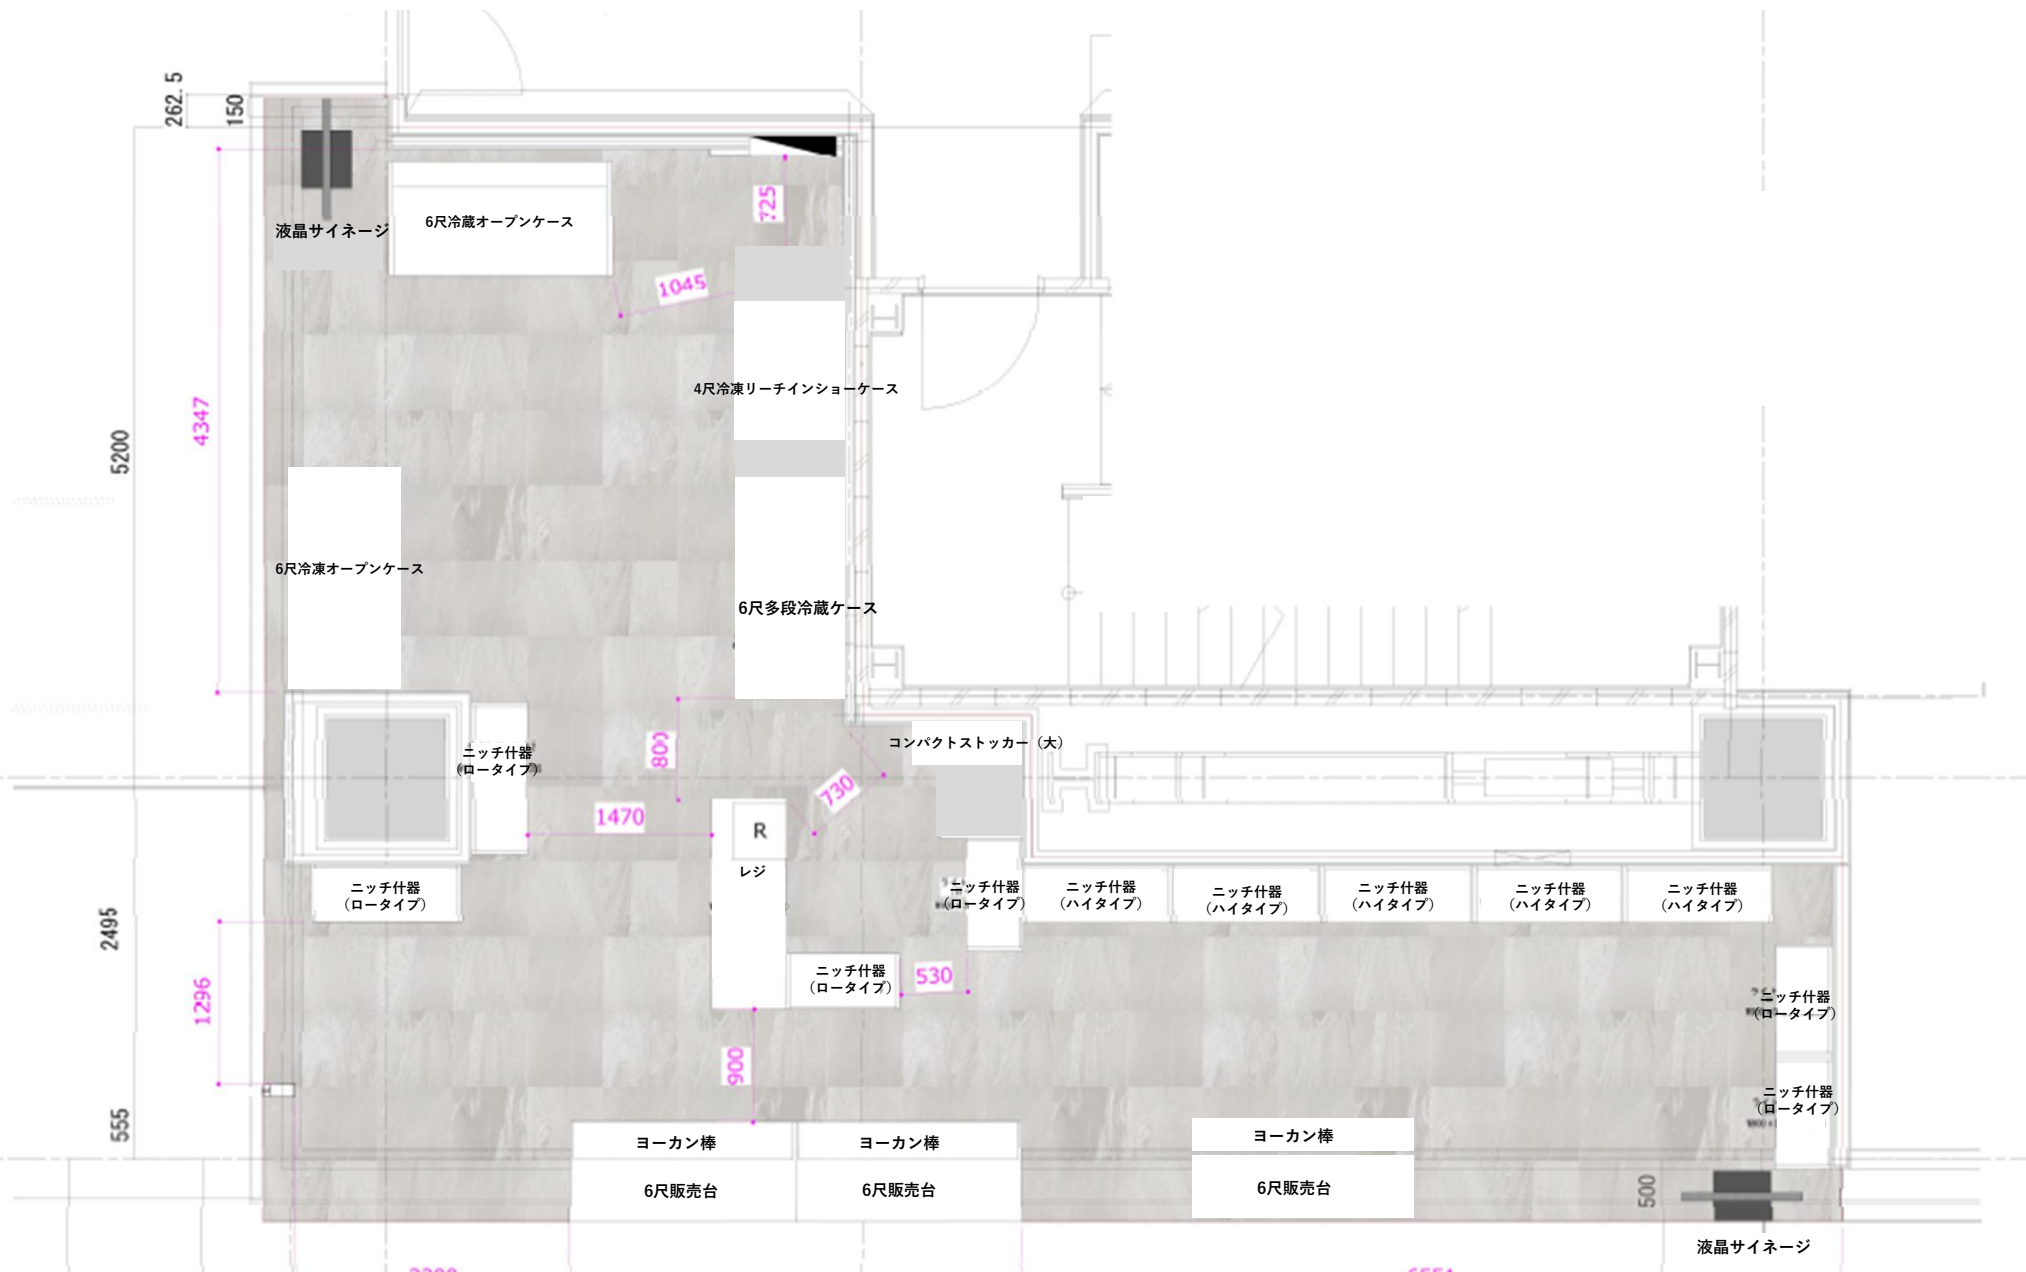 262.5
150
液晶サイネージ
6尺冷蔵オープンケース
725
1045
4347
5200
4尺冷凍リーチインショーケース
6尺冷凍オープンケース
6尺多段冷蔵ケース
ニッチ什器
(ロータイプ)
800
コンパクトストッカー（大）
730
1470
R
レジ
ニッチ什器
(ロータイプ)
ニッチ什器
(ロータイプ)
ニッチ什器
(ハイタイプ)
ニッチ什器
(ハイタイプ)
ニッチ什器
(ハイタイプ)
ニッチ什器
(ハイタイプ)
ニッチ什器
(ハイタイプ)
2495
ニッチ什器
(ロータイプ)
530
1296
ニッチ什器
(ロータイプ)
900
555
ニッチ什器
(ロータイプ)
ヨーカン棒
ヨーカン棒
ヨーカン棒
6尺販売台
6尺販売台
6尺販売台
500
液晶サイネージ